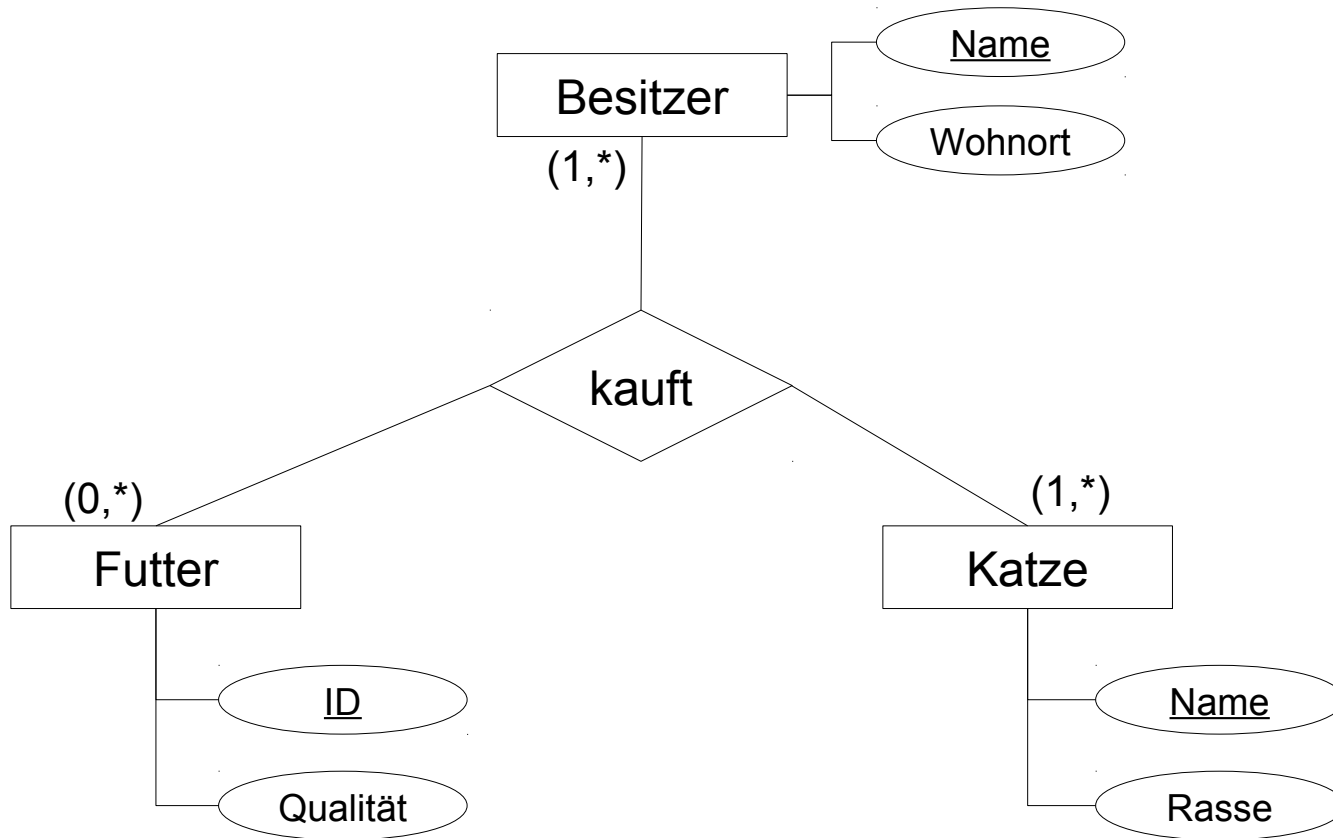 Name
Besitzer
Wohnort
(1,*)
kauft
(0,*)
(1,*)
Futter
Katze
ID
Name
Qualität
Rasse